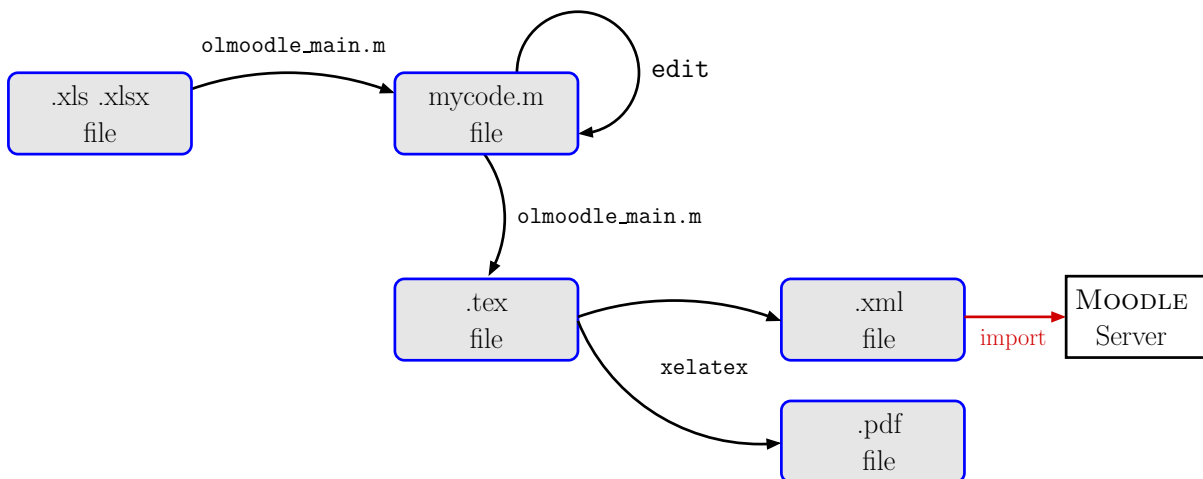 olmoodle_main.m
.xls .xlsx
file
mycode.m
file
edit
olmoodle_main.m
.tex
file
.xml
file
import
MOODLE
Server
xelatex
.pdf
file